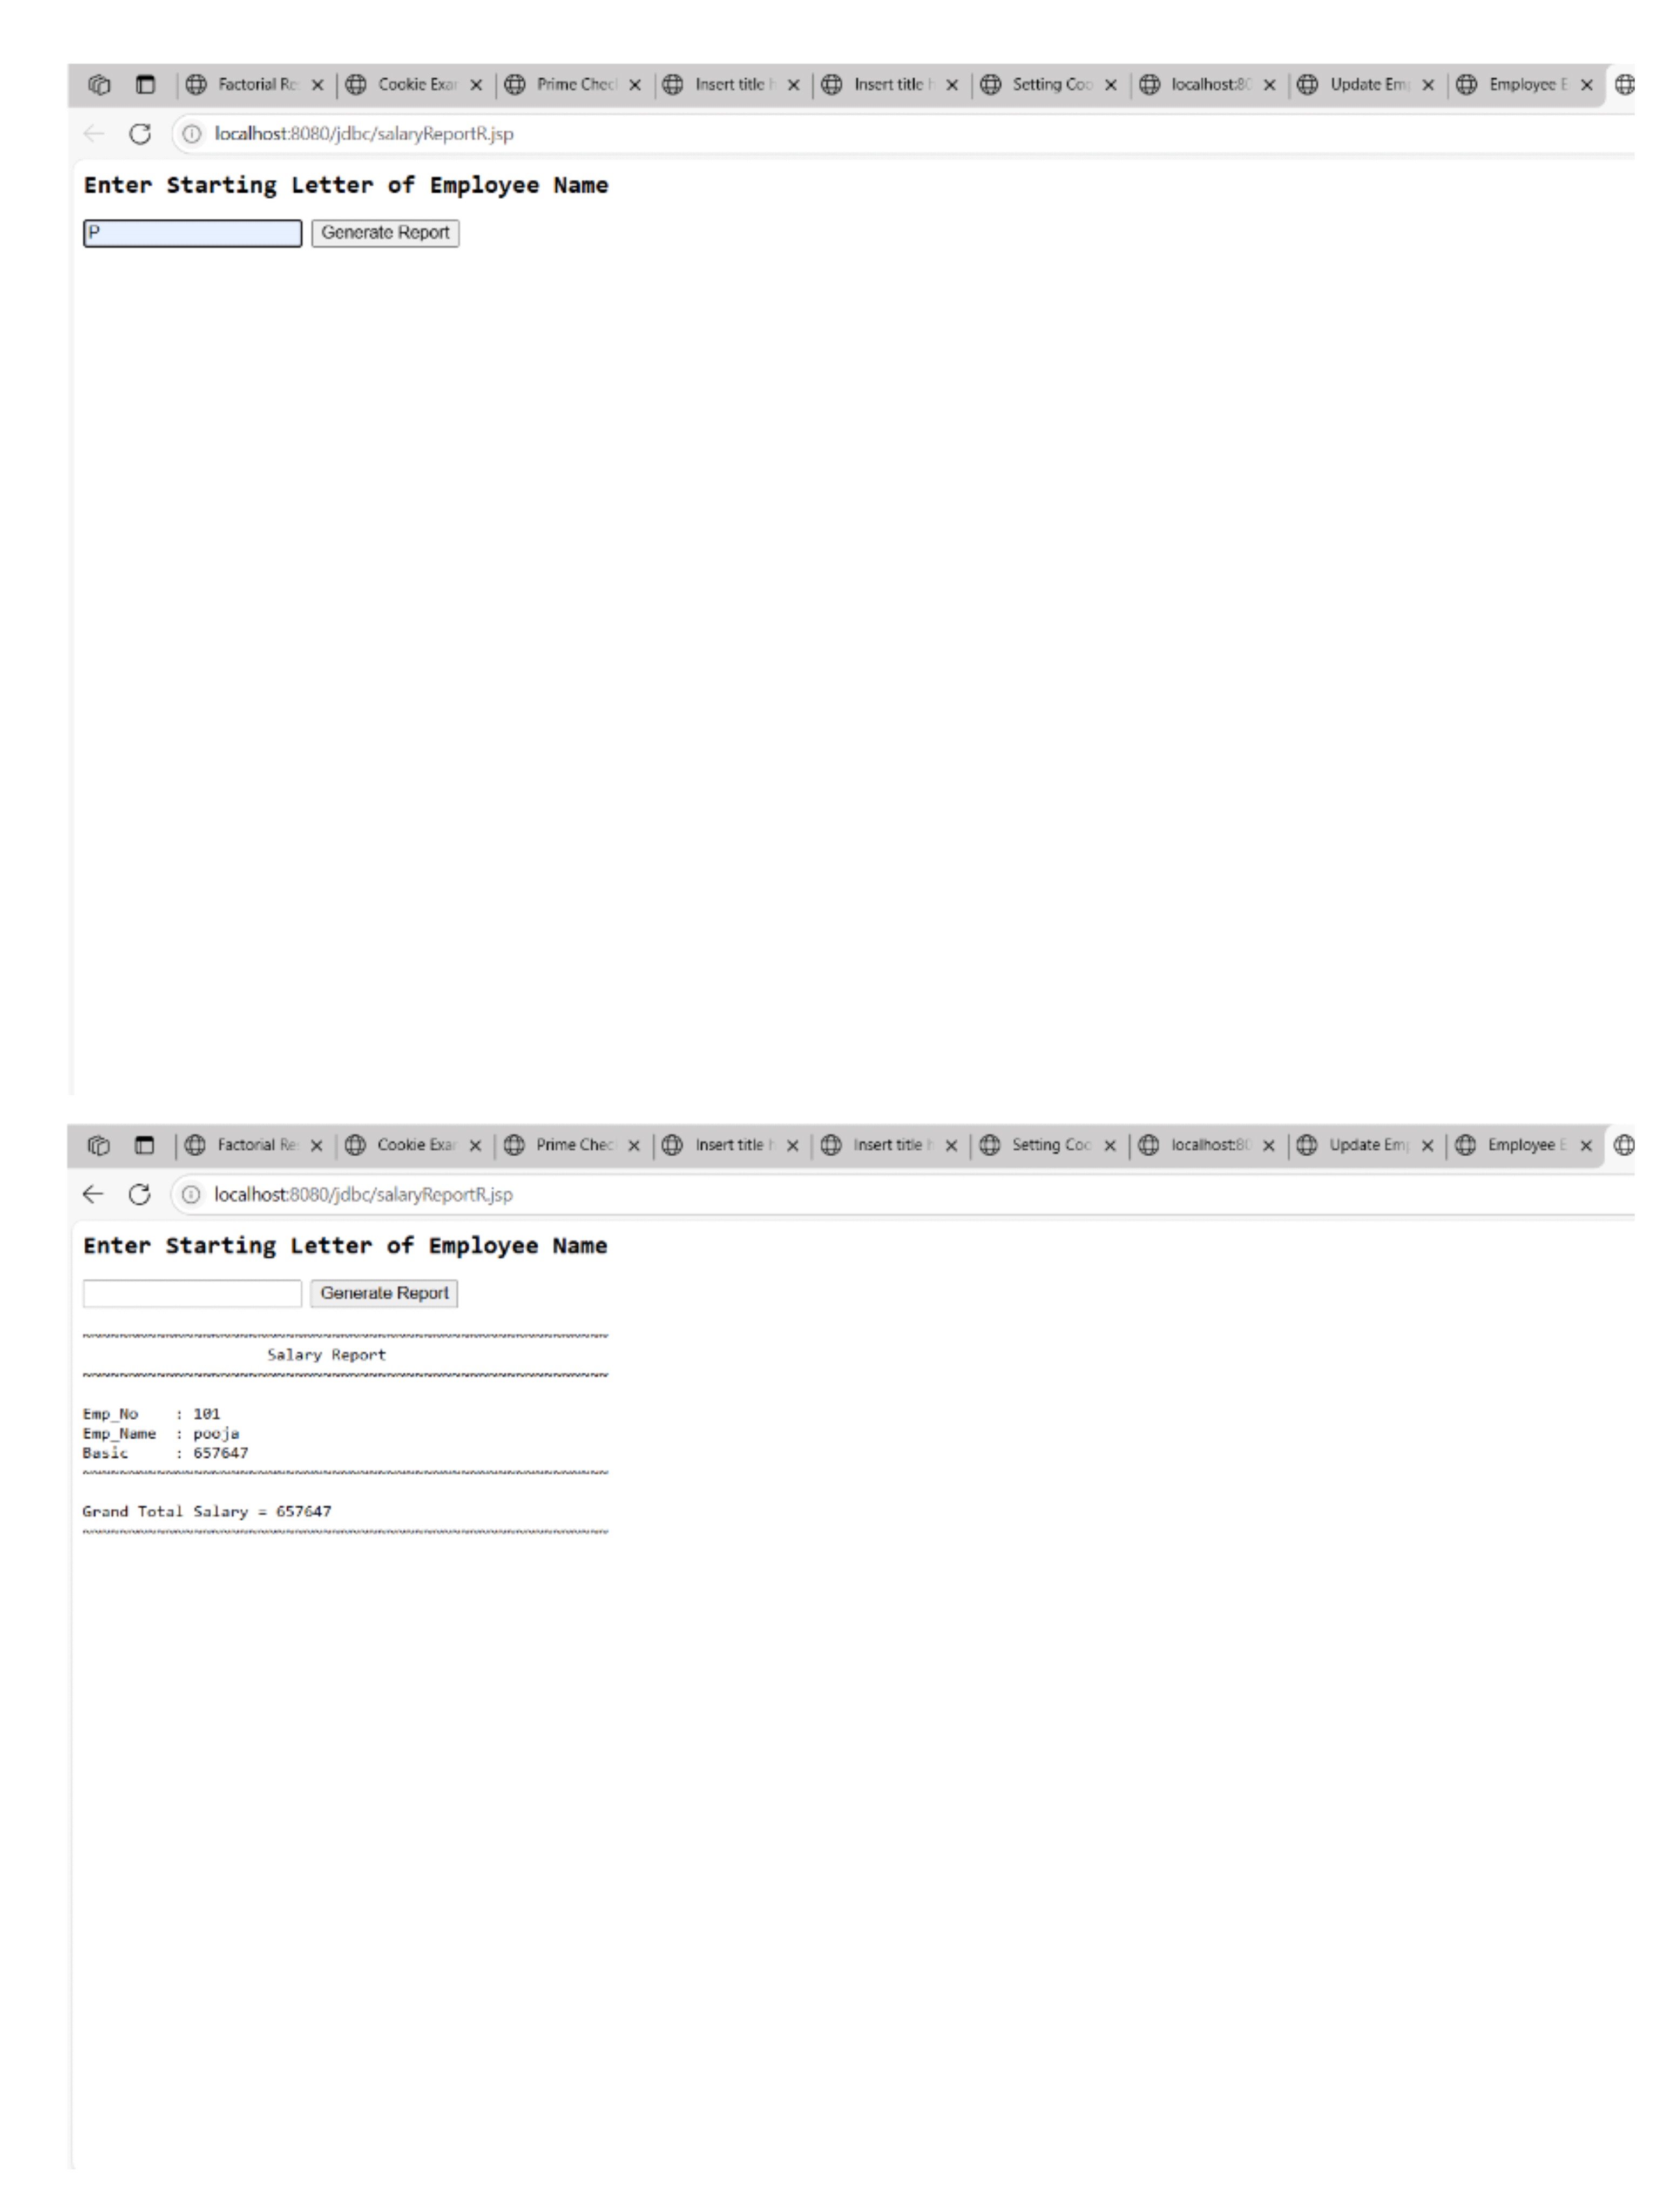 Factorial Re Cookie Exar Prime Chec Insert title h Insert title h Setting Coo localhost:80 Update Em Employee E
localhost:8080/jdbc/salaryReportR.jsp
Enter Starting Letter of Employee Name
P Generate Report
Factorial Re Cookie Exar Prime Chec Insert title h Insert title h Setting Coo localhost:80 Update Em Employee E
localhost:8080/jdbc/salaryReportR.jsp
Enter Starting Letter of Employee Name
Generate Report
Salary Report
Emp_No : 101
Emp_Name : pooja
Basic : 657647
Grand Total Salary = 657647